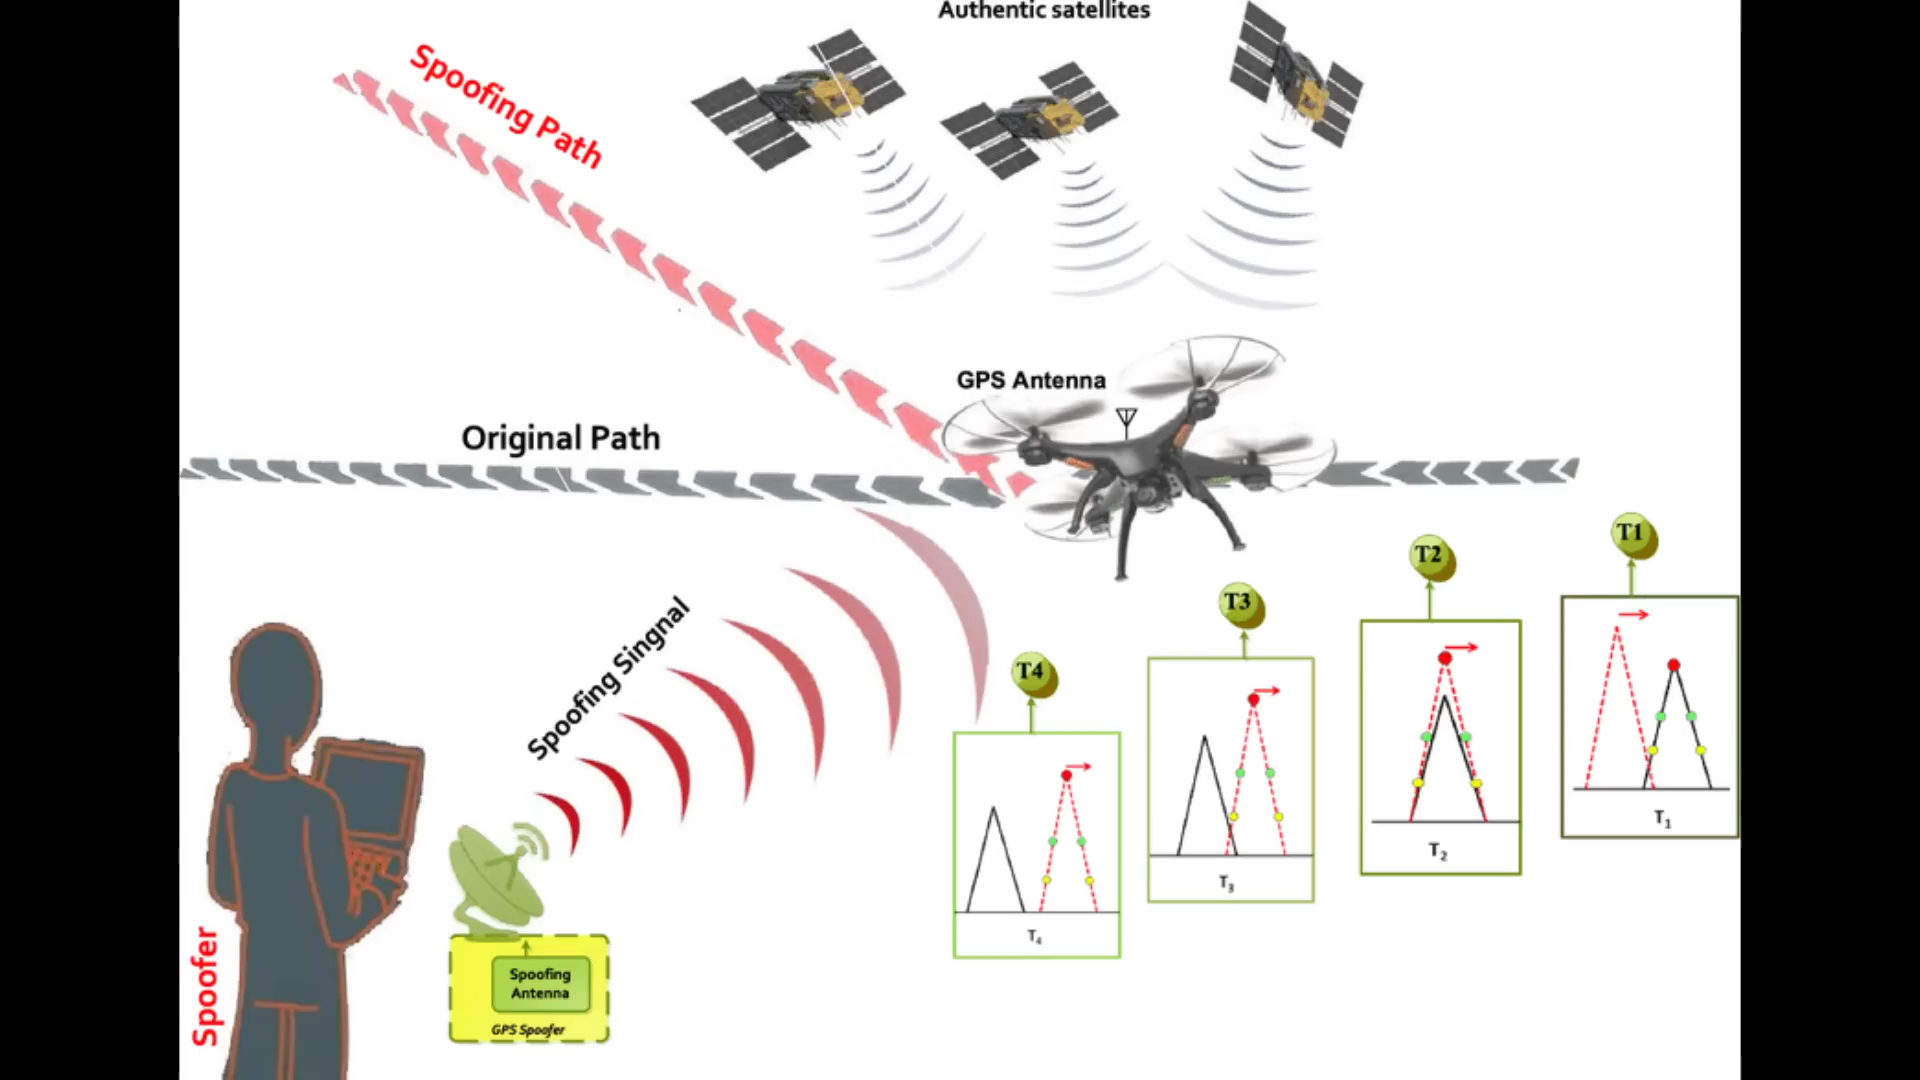 Authentic satellites
Spoofing Path
GPS Antenna
Original Path
T1
T2
T3
T4
Spoofing Singnal
T₁
T₂
T₃
T₄
Spoofer
Spoofing
Antenna
GPS Spoofer